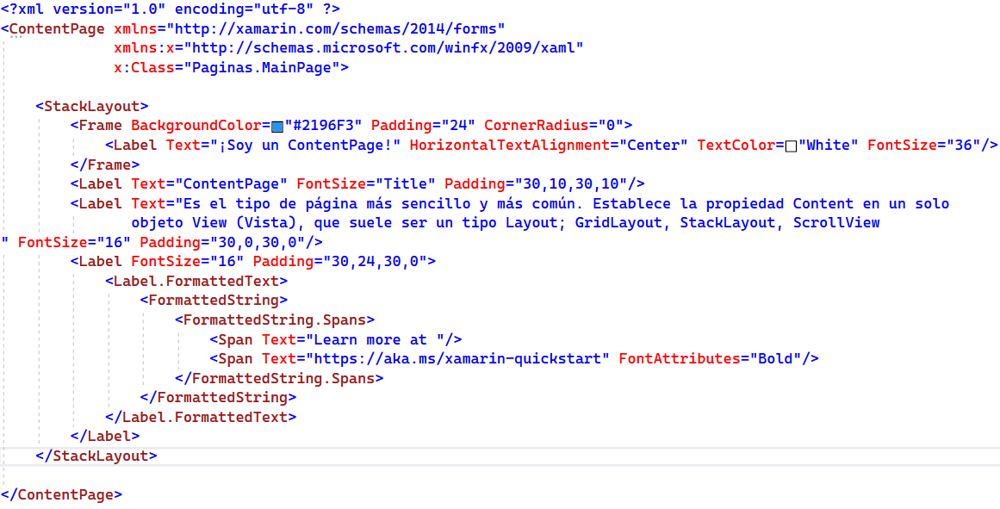 <?xml version="1.0" encoding="utf-8" ?>
<ContentPage xmlns="http://xamarin.com/schemas/2014/forms"
             xmlns:x="http://schemas.microsoft.com/winfx/2009/xaml"
             x:Class="Paginas.MainPage">

    <StackLayout>
        <Frame BackgroundColor="#2196F3" Padding="24" CornerRadius="0">
            <Label Text="¡Soy un ContentPage!" HorizontalTextAlignment="Center" TextColor="White" FontSize="36"/>
        </Frame>
        <Label Text="ContentPage" FontSize="Title" Padding="30,10,30,10"/>
        <Label Text="Es el tipo de página más sencillo y más común. Establece la propiedad Content en un solo
               objeto View (Vista), que suele ser un tipo Layout; GridLayout, StackLayout, ScrollView
" FontSize="16" Padding="30,0,30,0"/>
        <Label FontSize="16" Padding="30,24,30,0">
            <Label.FormattedText>
                <FormattedString>
                    <FormattedString.Spans>
                        <Span Text="Learn more at "/>
                        <Span Text="https://aka.ms/xamarin-quickstart" FontAttributes="Bold"/>
                    </FormattedString.Spans>
                </FormattedString>
            </Label.FormattedText>
        </Label>
    </StackLayout>

</ContentPage>